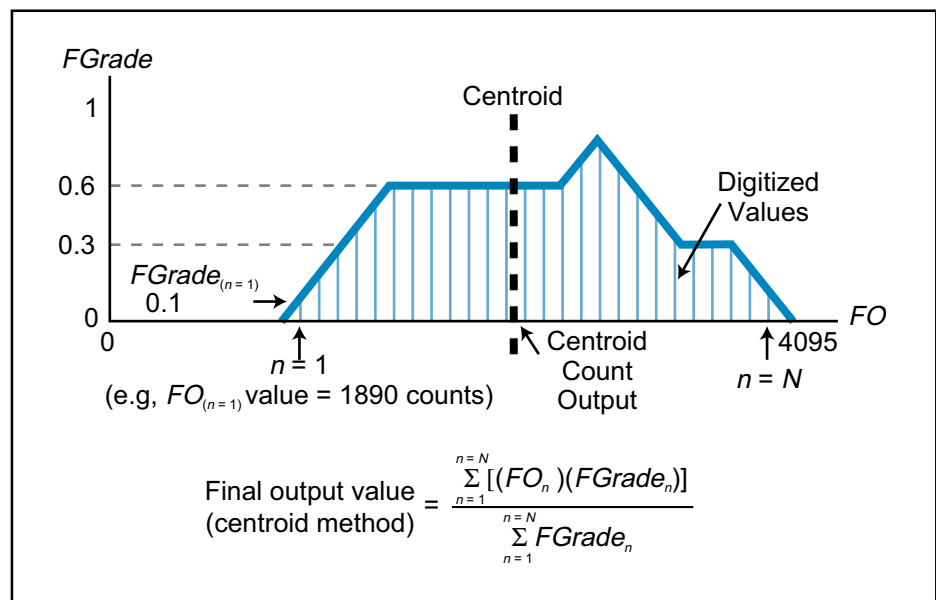 FGrade
1
Centroid
0.6
Digitized
Values
0.3
FGrade(n = 1)
0.1
0
FO
0
4095
n = 1
Centroid
Count
Output
n = N
(e.g, FO(n = 1) value = 1890 counts)
Final output value
(centroid method)
=
n = N
Σ [(FOn )(FGraden)]
n = 1
n = N
Σ FGraden
n = 1